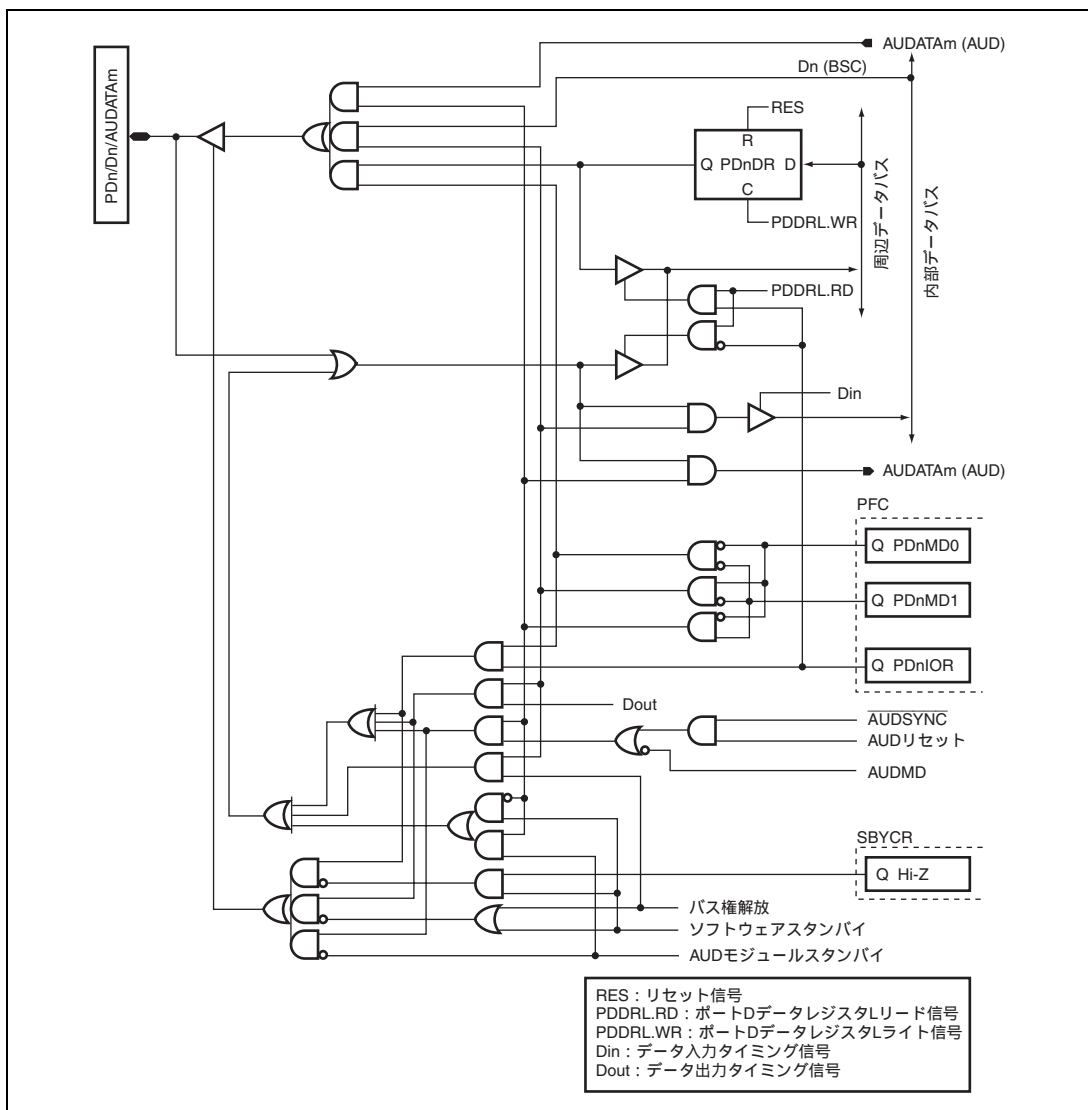 AUDATAm (AUD)
Dn (BSC)
PDn/Dn/AUDATAm
RES
R
Q PDnDR D
C
PDDRL.WR
周辺データバス
内部データバス
PDDRL.RD
Din
AUDATAm (AUD)
PFC
Q PDnMD0
Q PDnMD1
Q PDnIOR
Dout
AUDSYNC
AUDリセット
AUDMD
SBYCR
Q Hi-Z
バス権解放
ソフトウェアスタンバイ
AUDモジュールスタンバイ
RES：リセット信号
PDDRL.RD：ポートDデータレジスタLリード信号
PDDRL.WR：ポートDデータレジスタLライト信号
Din：データ入力タイミング信号
Dout：データ出力タイミング信号